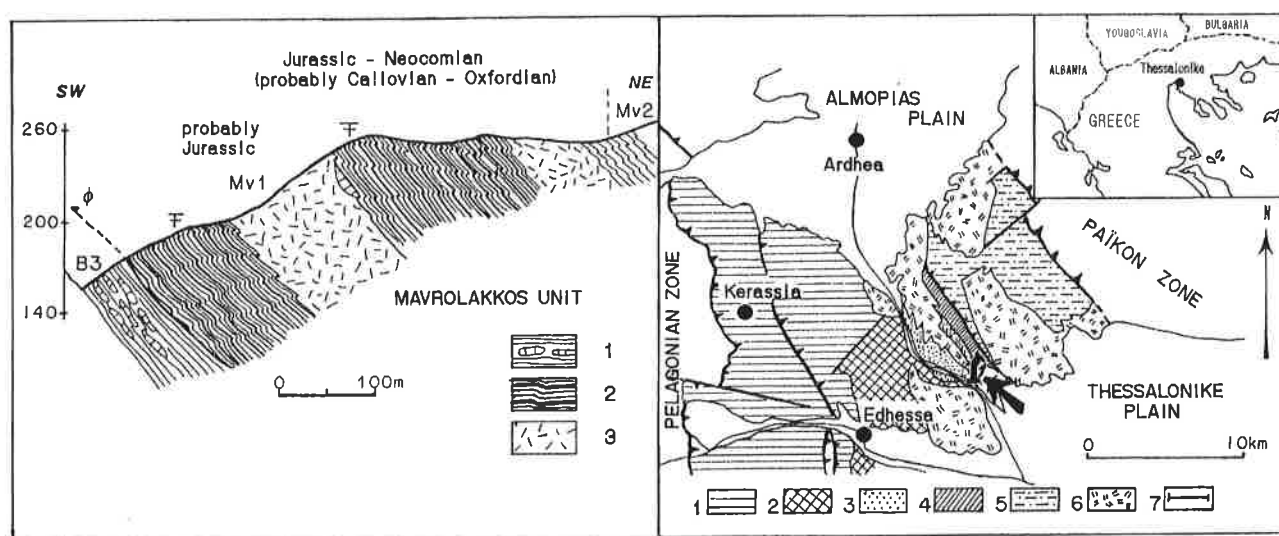 Jurassic - Neocomian
(probably Callovian - Oxfordian)
SW
NE
Mv2
260
probably
Jurassic
Mv1
ϕ
200
B3
140
MAVROLAKKOS UNIT
1
2
3
0 100m
ALMOPIAS
PLAIN
Ardhea
Kerassia
PELAGONIAN ZONE
Edhessa
PAÏKON ZONE
THESSALONIKE
PLAIN
N
0 10km
1 2 3 4 5 6 7
YOUGOSLAVIA
BULGARIA
ALBANIA
Thessalonike
GREECE